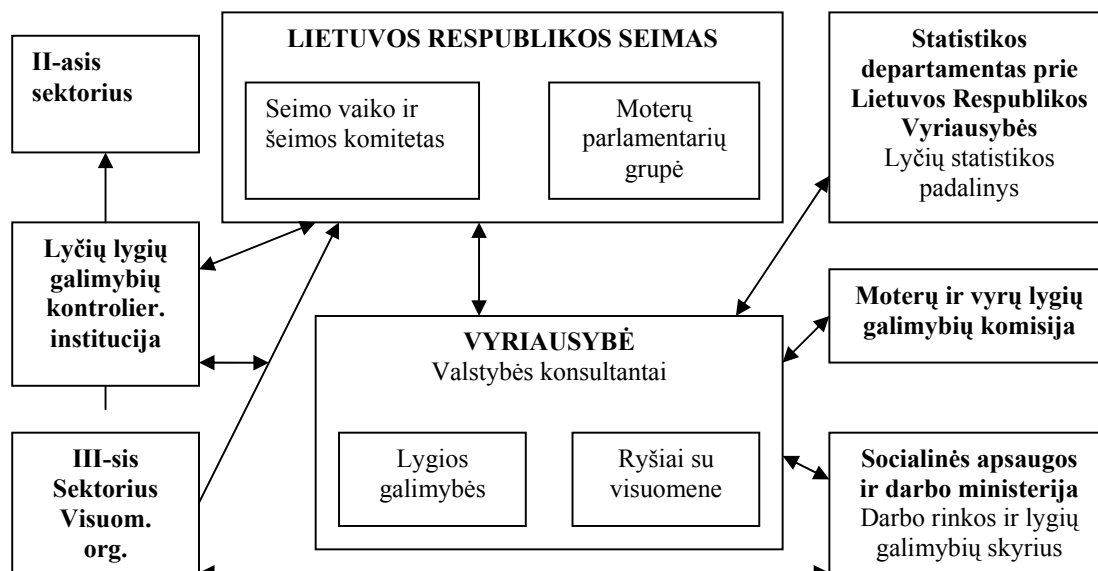 LIETUVOS RESPUBLIKOS SEIMAS
Seimo vaiko ir
šeimos komitetas
Moterų
parlamentarių
grupė
II-asis
sektorius
Statistikos
departamentas prie
Lietuvos Respublikos
Vyriausybės
Lyčių statistikos
padalinys
Lyčių lygių
galimybių
kontrolier.
institucija
VYRIAUSYBĖ
Valstybės konsultantai
Lygios
galimybės
Ryšiai su
visuomene
Moterų ir vyrų lygių
galimybių komisija
III-sis
Sektorius
Visuom.
org.
Socialinės apsaugos
ir darbo ministerija
Darbo rinkos ir lygių
galimybių skyrius